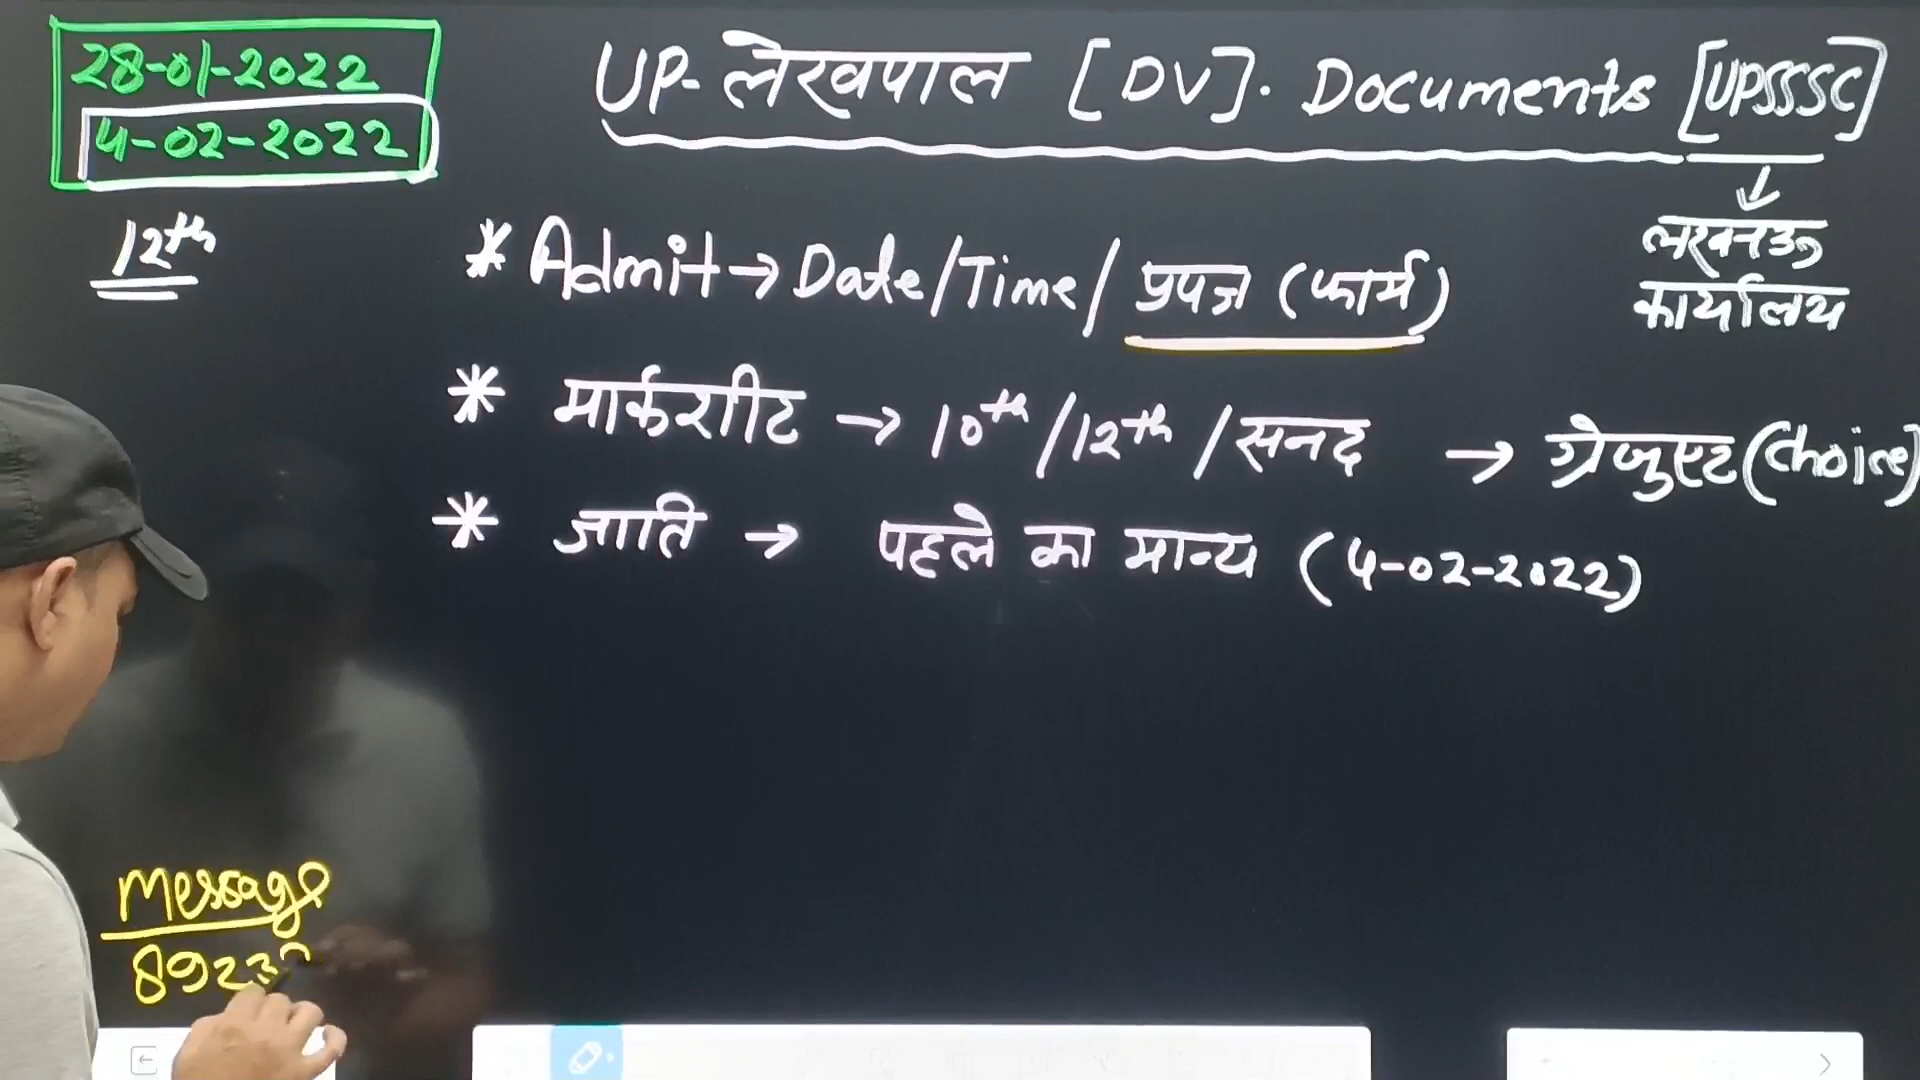 28-01-2022
4-02-2022
12th
UP-लेखपाल [DV]. Documents [UPSSSC]
↓
लखनऊ
कार्यालय
* Admit → Date/Time/ प्रपत्र (फार्म)
* मार्कशीट → 10th/12th/सनद → ग्रेजुएट (Choice)
* जाति → पहले का मान्य (4-02-2022)
Message
8923